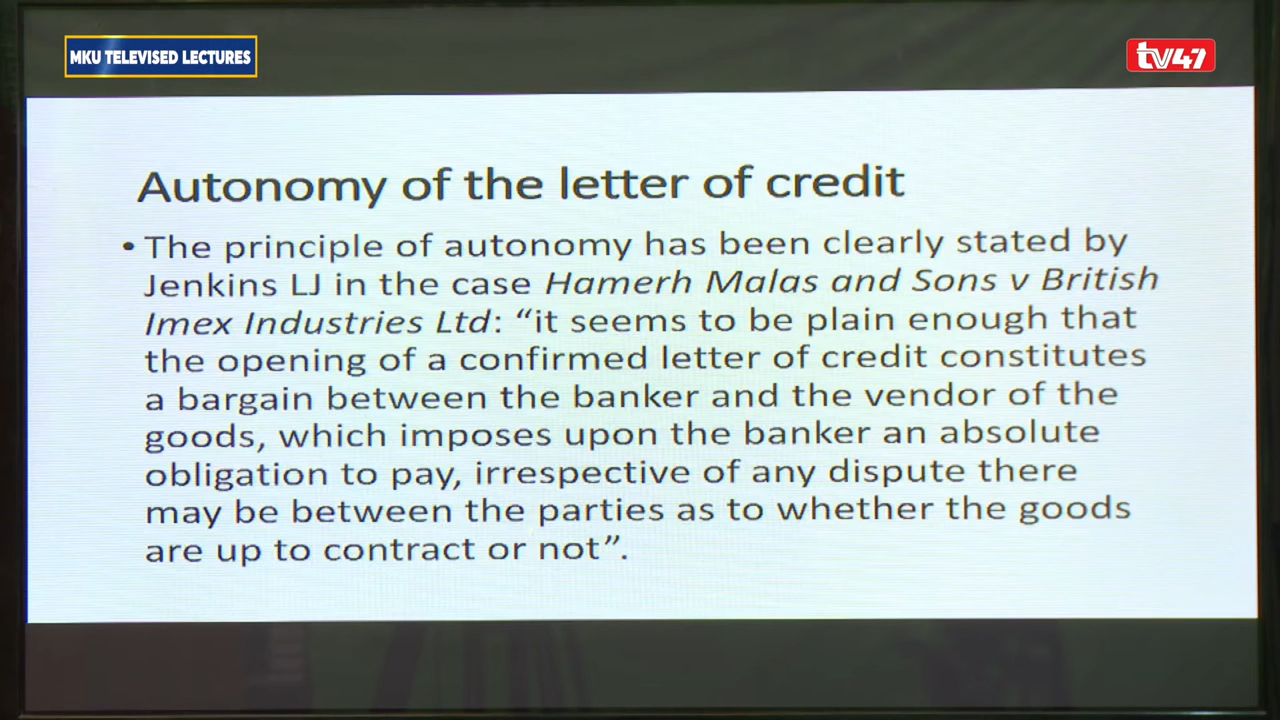 MKU TELEVISED LECTURES
tv47
Autonomy of the letter of credit
• The principle of autonomy has been clearly stated by
Jenkins LJ in the case Hamerh Malas and Sons v British
Imex Industries Ltd: “it seems to be plain enough that
the opening of a confirmed letter of credit constitutes
a bargain between the banker and the vendor of the
goods, which imposes upon the banker an absolute
obligation to pay, irrespective of any dispute there
may be between the parties as to whether the goods
are up to contract or not”.